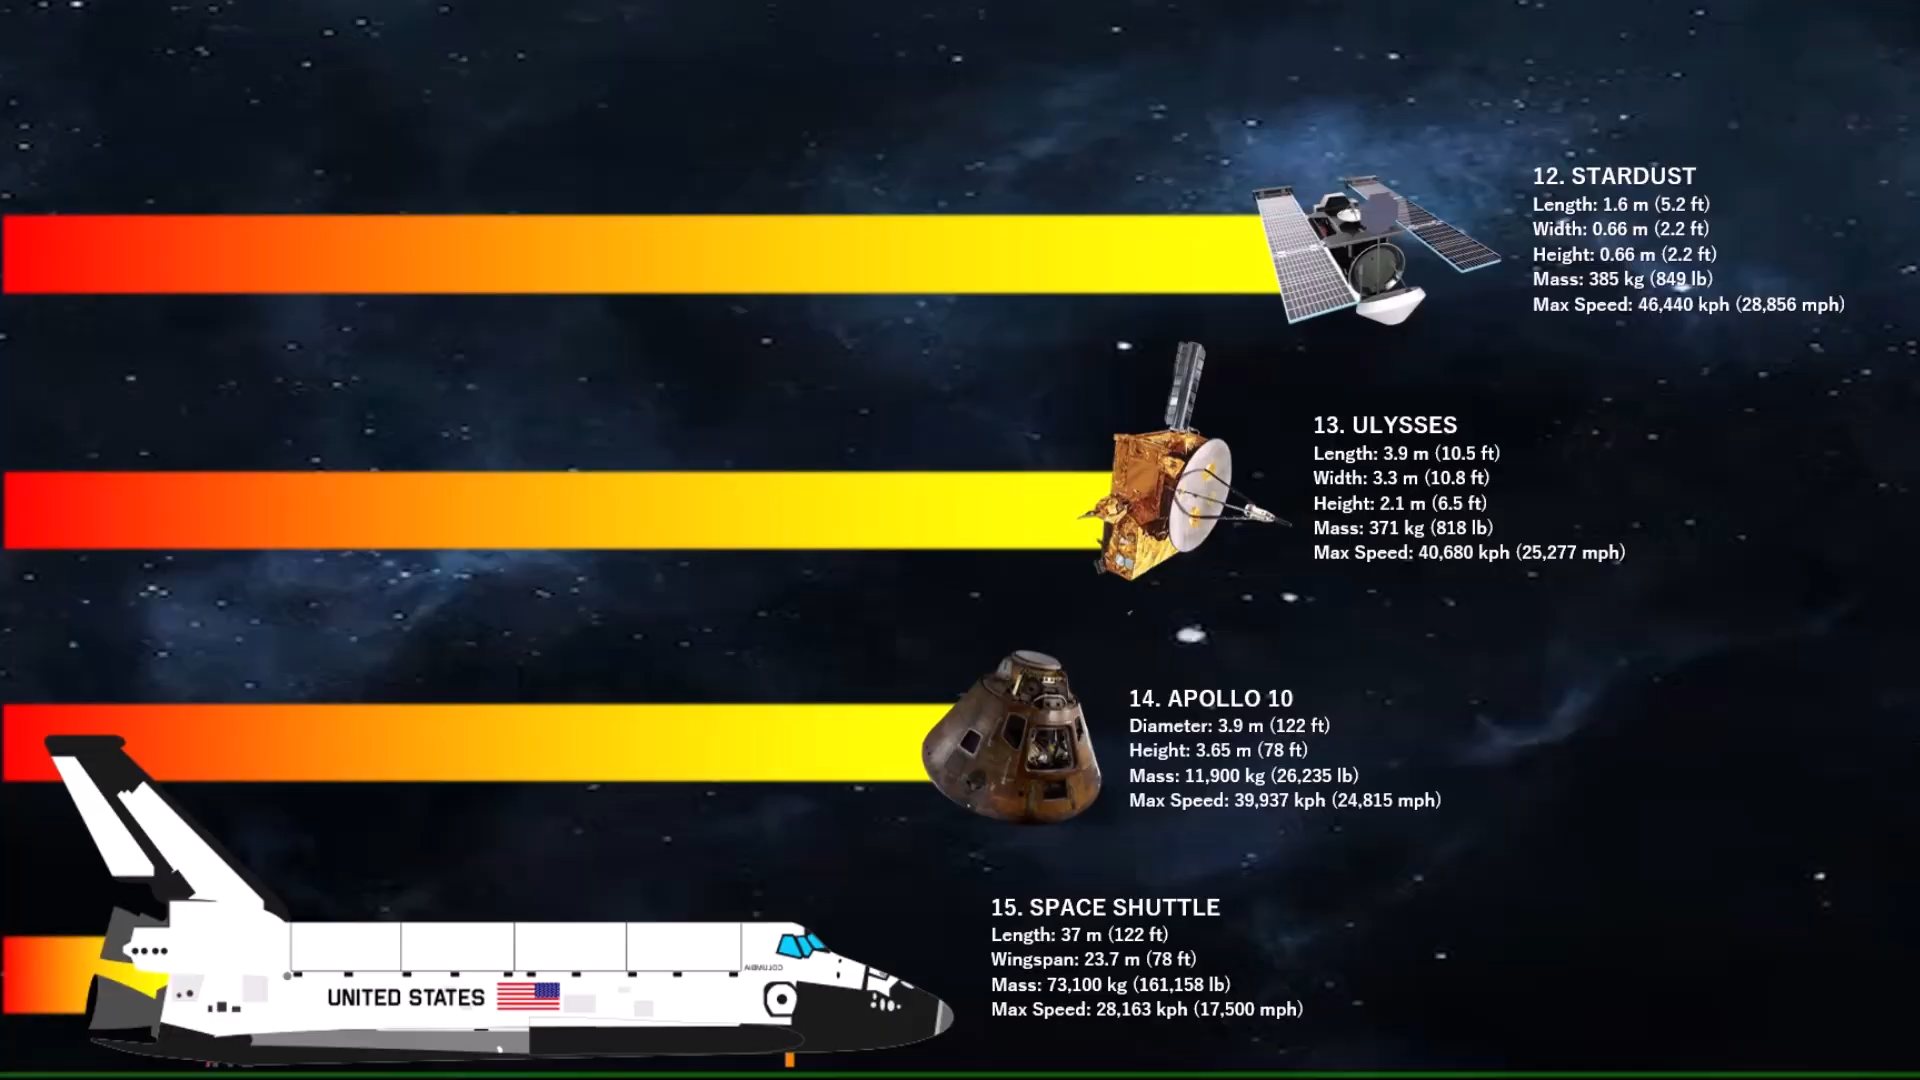 12. STARDUST
Length: 1.6 m (5.2 ft)
Width: 0.66 m (2.2 ft)
Height: 0.66 m (2.2 ft)
Mass: 385 kg (849 lb)
Max Speed: 46,440 kph (28,856 mph)
13. ULYSSES
Length: 3.9 m (10.5 ft)
Width: 3.3 m (10.8 ft)
Height: 2.1 m (6.5 ft)
Mass: 371 kg (818 lb)
Max Speed: 40,680 kph (25,277 mph)
14. APOLLO 10
Diameter: 3.9 m (122 ft)
Height: 3.65 m (78 ft)
Mass: 11,900 kg (26,235 lb)
Max Speed: 39,937 kph (24,815 mph)
15. SPACE SHUTTLE
Length: 37 m (122 ft)
Wingspan: 23.7 m (78 ft)
Mass: 73,100 kg (161,158 lb)
Max Speed: 28,163 kph (17,500 mph)
COLUMBIA
UNITED STATES